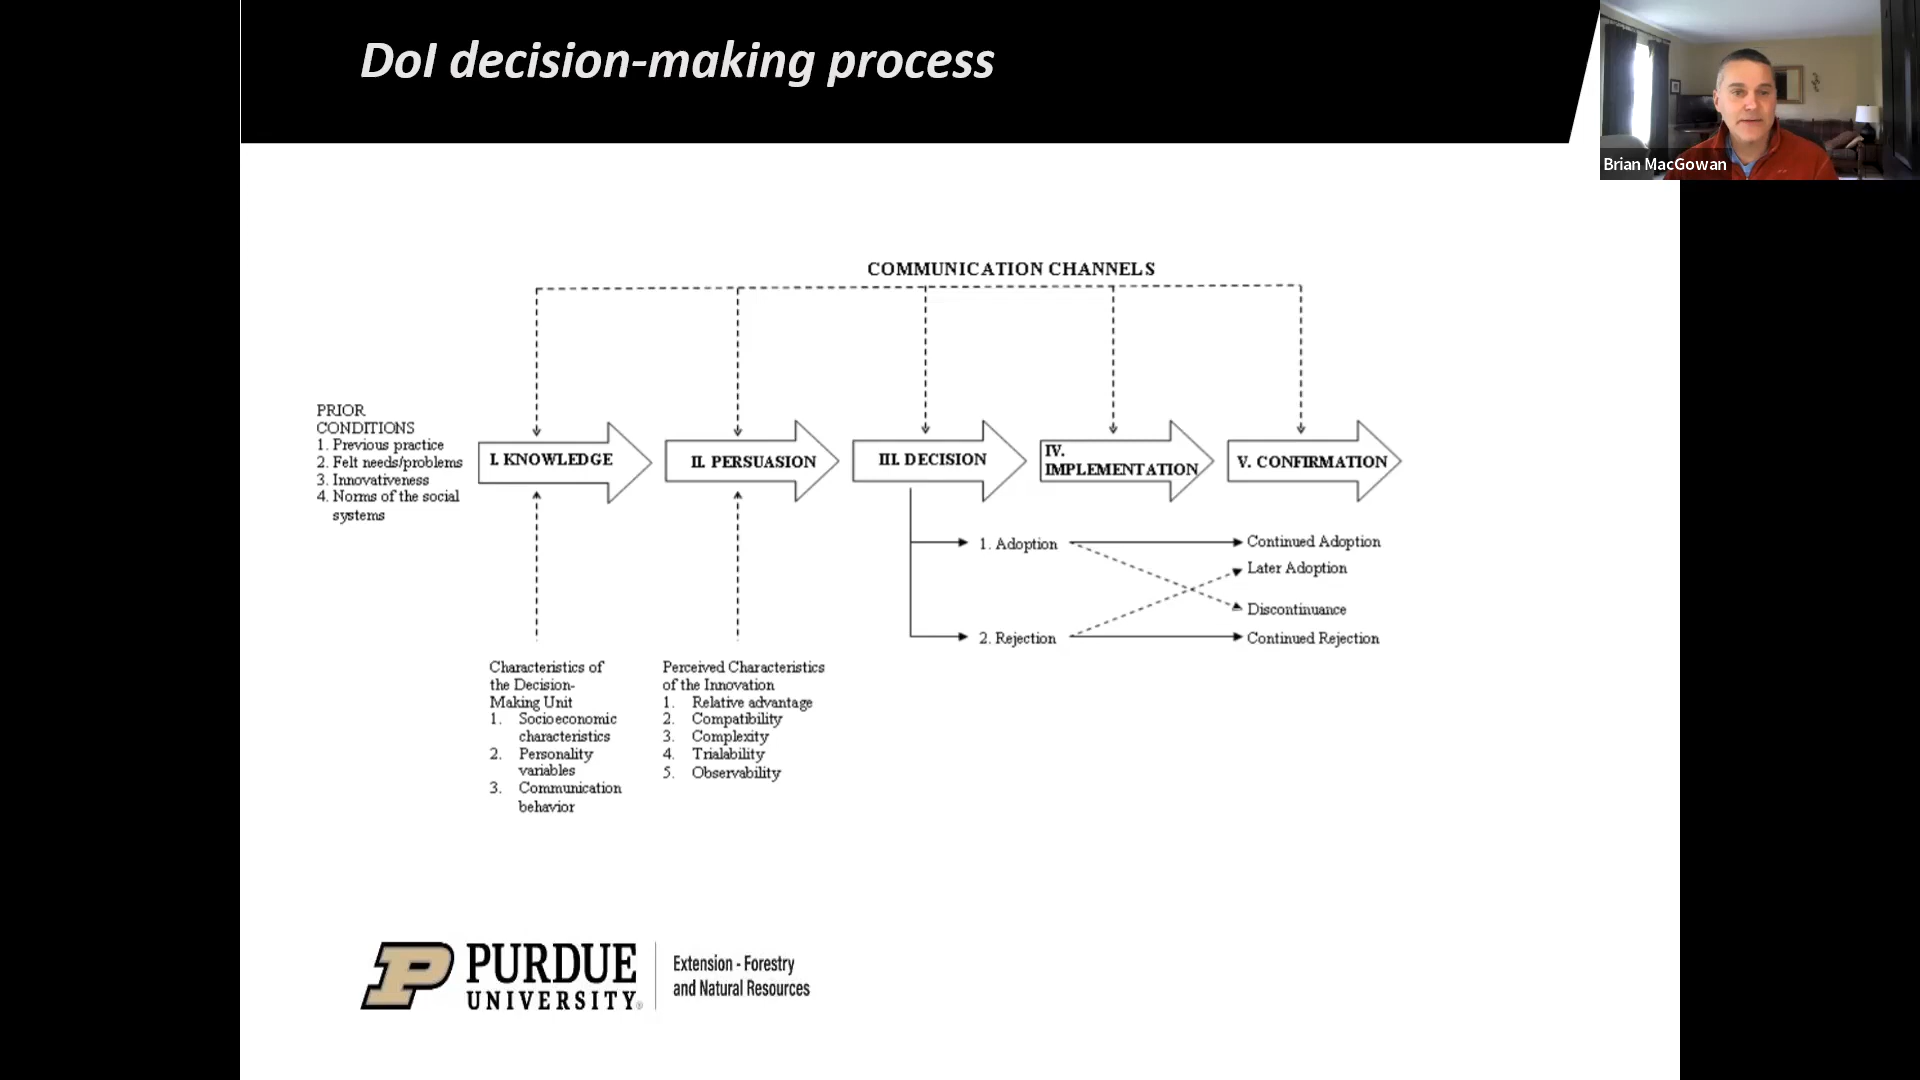 DoI decision-making process
Brian MacGowan
COMMUNICATION CHANNELS
PRIOR
CONDITIONS
1. Previous practice
2. Felt needs/problems
3. Innovativeness
4. Norms of the social
systems
I. KNOWLEDGE
II. PERSUASION
III. DECISION
IV.
IMPLEMENTATION
V. CONFIRMATION
1. Adoption
2. Rejection
Continued Adoption
Later Adoption
Discontinuance
Continued Rejection
Characteristics of
the Decision-
Making Unit
1. Socioeconomic
characteristics
2. Personality
variables
3. Communication
behavior
Perceived Characteristics
of the Innovation
1. Relative advantage
2. Compatibility
3. Complexity
4. Trialability
5. Observability
P PURDUE
UNIVERSITY®
Extension - Forestry
and Natural Resources